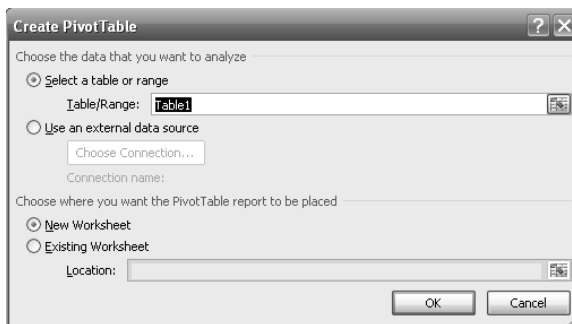 Create PivotTable
Choose the data that you want to analyze
Select a table or range
Table/Range: Table1
Use an external data source
Choose Connection...
Connection name:
Choose where you want the PivotTable report to be placed
New Worksheet
Existing Worksheet
Location:
OK Cancel